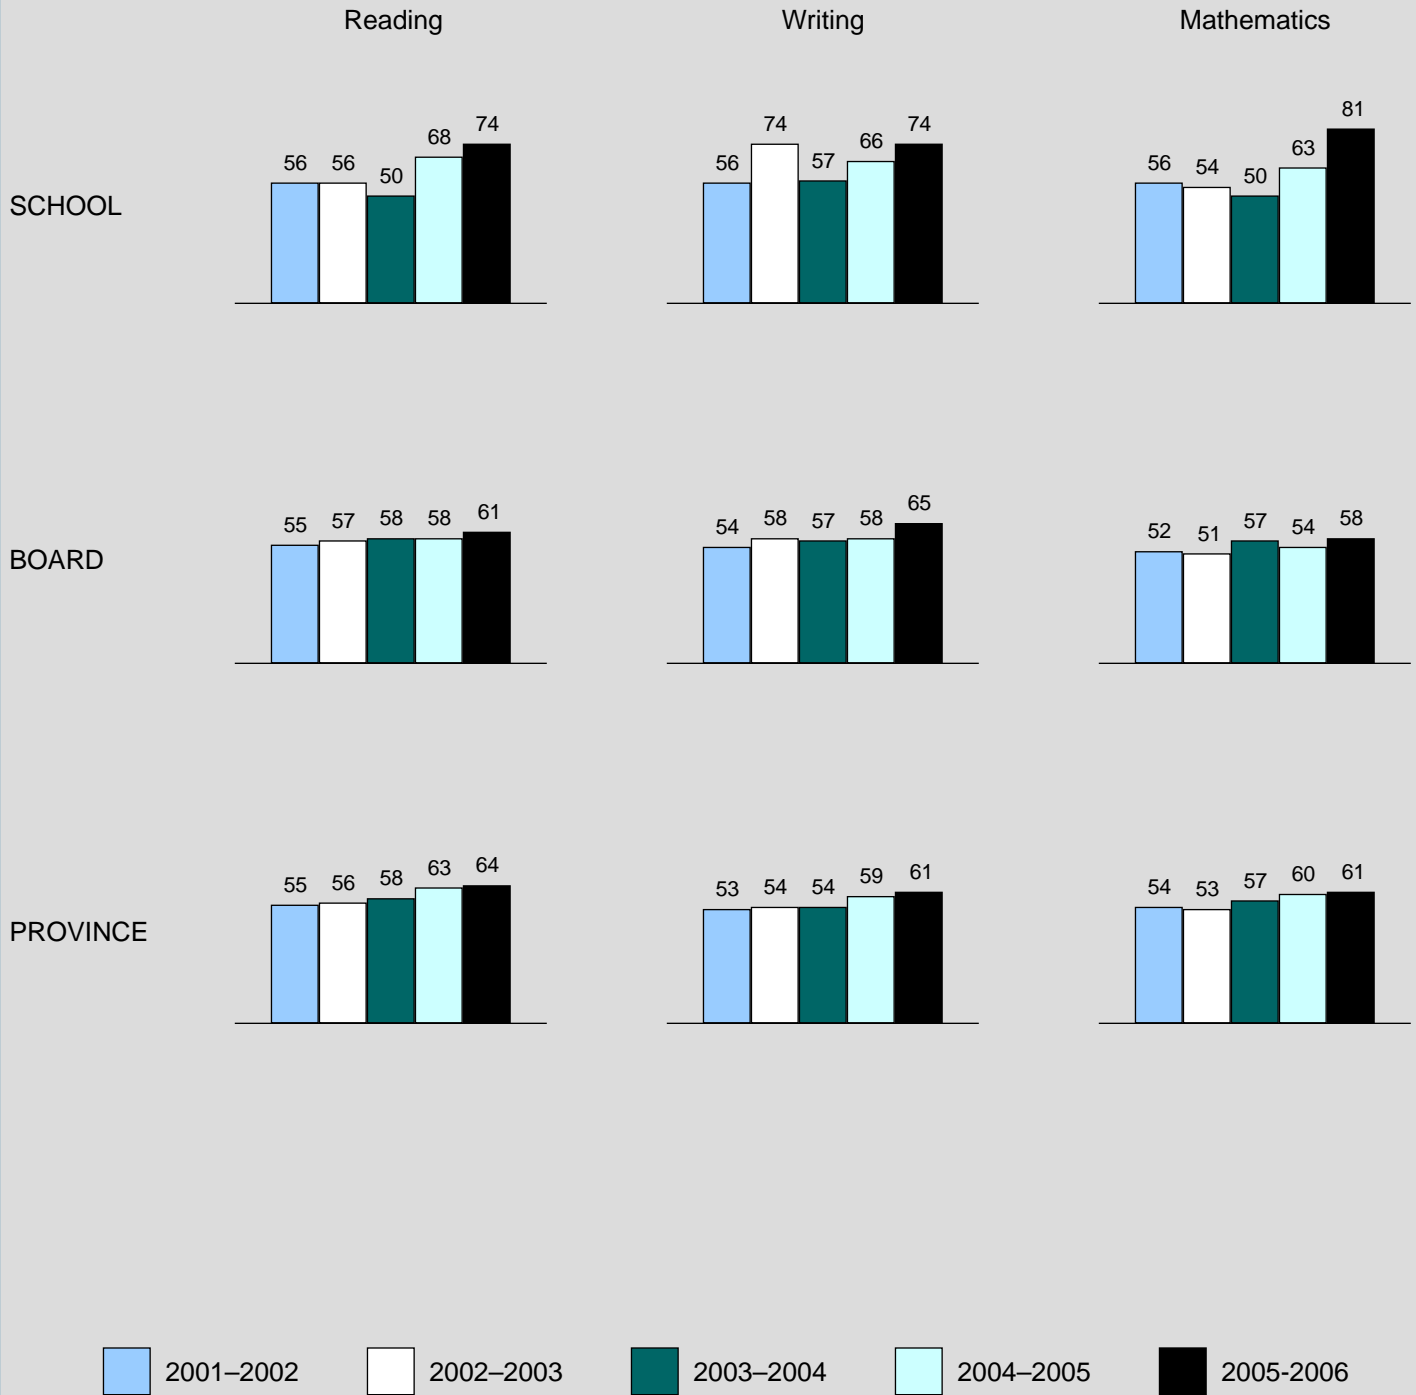 Reading Writing Mathematics
SCHOOL
56 56 50 68 74
56 74 57 66 74
56 54 50 63 81
BOARD
55 57 58 58 61
54 58 57 58 65
52 51 57 54 58
PROVINCE
55 56 58 63 64
53 54 54 59 61
54 53 57 60 61
2001–2002 2002–2003 2003–2004 2004–2005 2005-2006